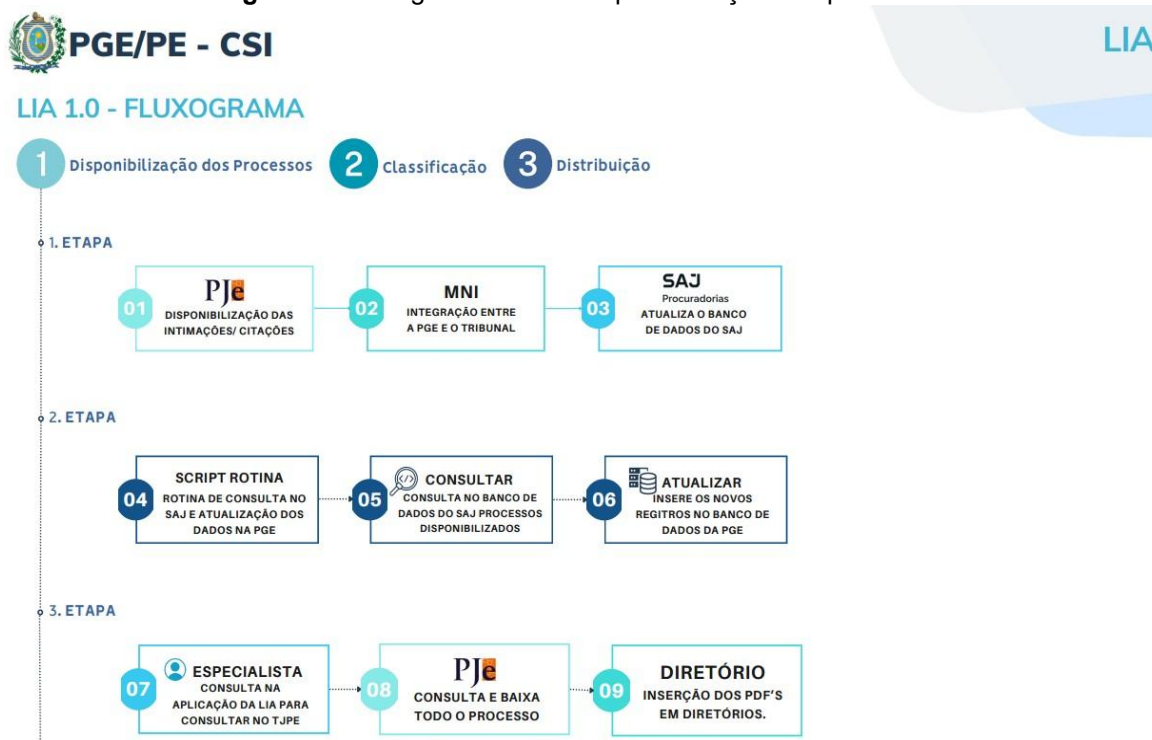 PGE/PE - CSI
LIA
LIA 1.0 - FLUXOGRAMA
1 Disponibilização dos Processos 2 Classificação 3 Distribuição
1. ETAPA
01
PJe
DISPONIBILIZAÇÃO DAS
INTIMAÇÕES/ CITAÇÕES
02
MNI
INTEGRAÇÃO ENTRE
A PGE E O TRIBUNAL
03
SAJ
Procuradorias
ATUALIZA O BANCO
DE DADOS DO SAJ
2. ETAPA
04
SCRIPT ROTINA
ROTINA DE CONSULTA NO
SAJ E ATUALIZAÇÃO DOS
DADOS NA PGE
05
CONSULTAR
CONSULTA NO BANCO DE
DADOS DO SAJ PROCESSOS
DISPONIBILIZADOS
06
ATUALIZAR
INSERE OS NOVOS
REGITROS NO BANCO DE
DADOS DA PGE
3. ETAPA
07
ESPECIALISTA
CONSULTA NA
APLICAÇÃO DA LIA PARA
CONSULTAR NO TJPE
08
PJe
CONSULTA E BAIXA
TODO O PROCESSO
09
DIRETÓRIO
INSERÇÃO DOS PDF'S
EM DIRETÓRIOS.